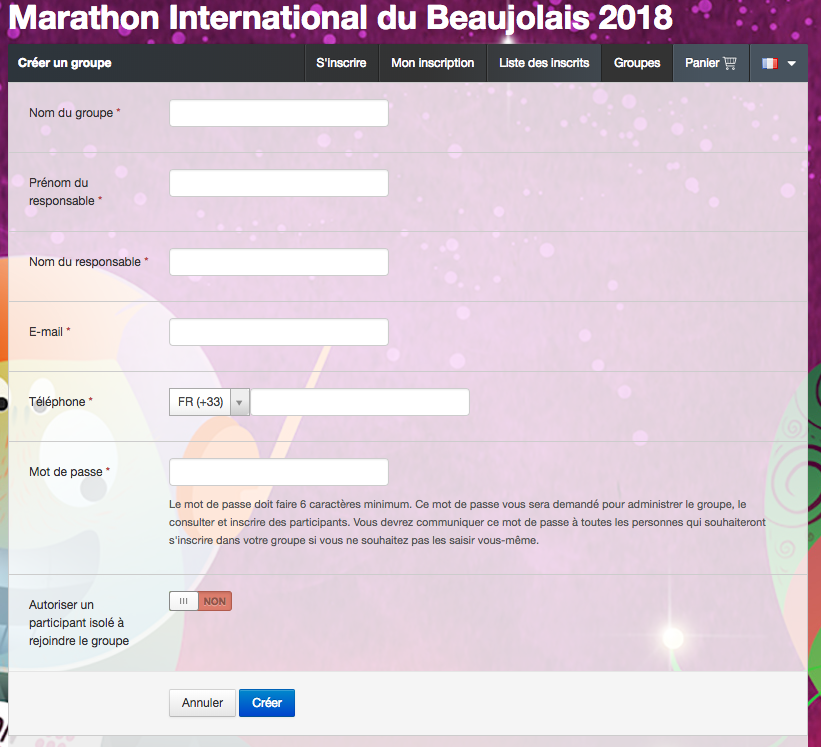 Marathon International du Beaujolais 2018
Créer un groupe S'inscrire Mon inscription Liste des inscrits Groupes Panier
Nom du groupe *
Prénom du
responsable *
Nom du responsable *
E-mail *
Téléphone * FR (+33)
Mot de passe *
Le mot de passe doit faire 6 caractères minimum. Ce mot de passe vous sera demandé pour administrer le groupe, le
consulter et inscrire des participants. Vous devrez communiquer ce mot de passe à toutes les personnes qui souhaiteront
s'inscrire dans votre groupe si vous ne souhaitez pas les saisir vous-même.
Autoriser un NON
participant isolé à
rejoindre le groupe
Annuler Créer